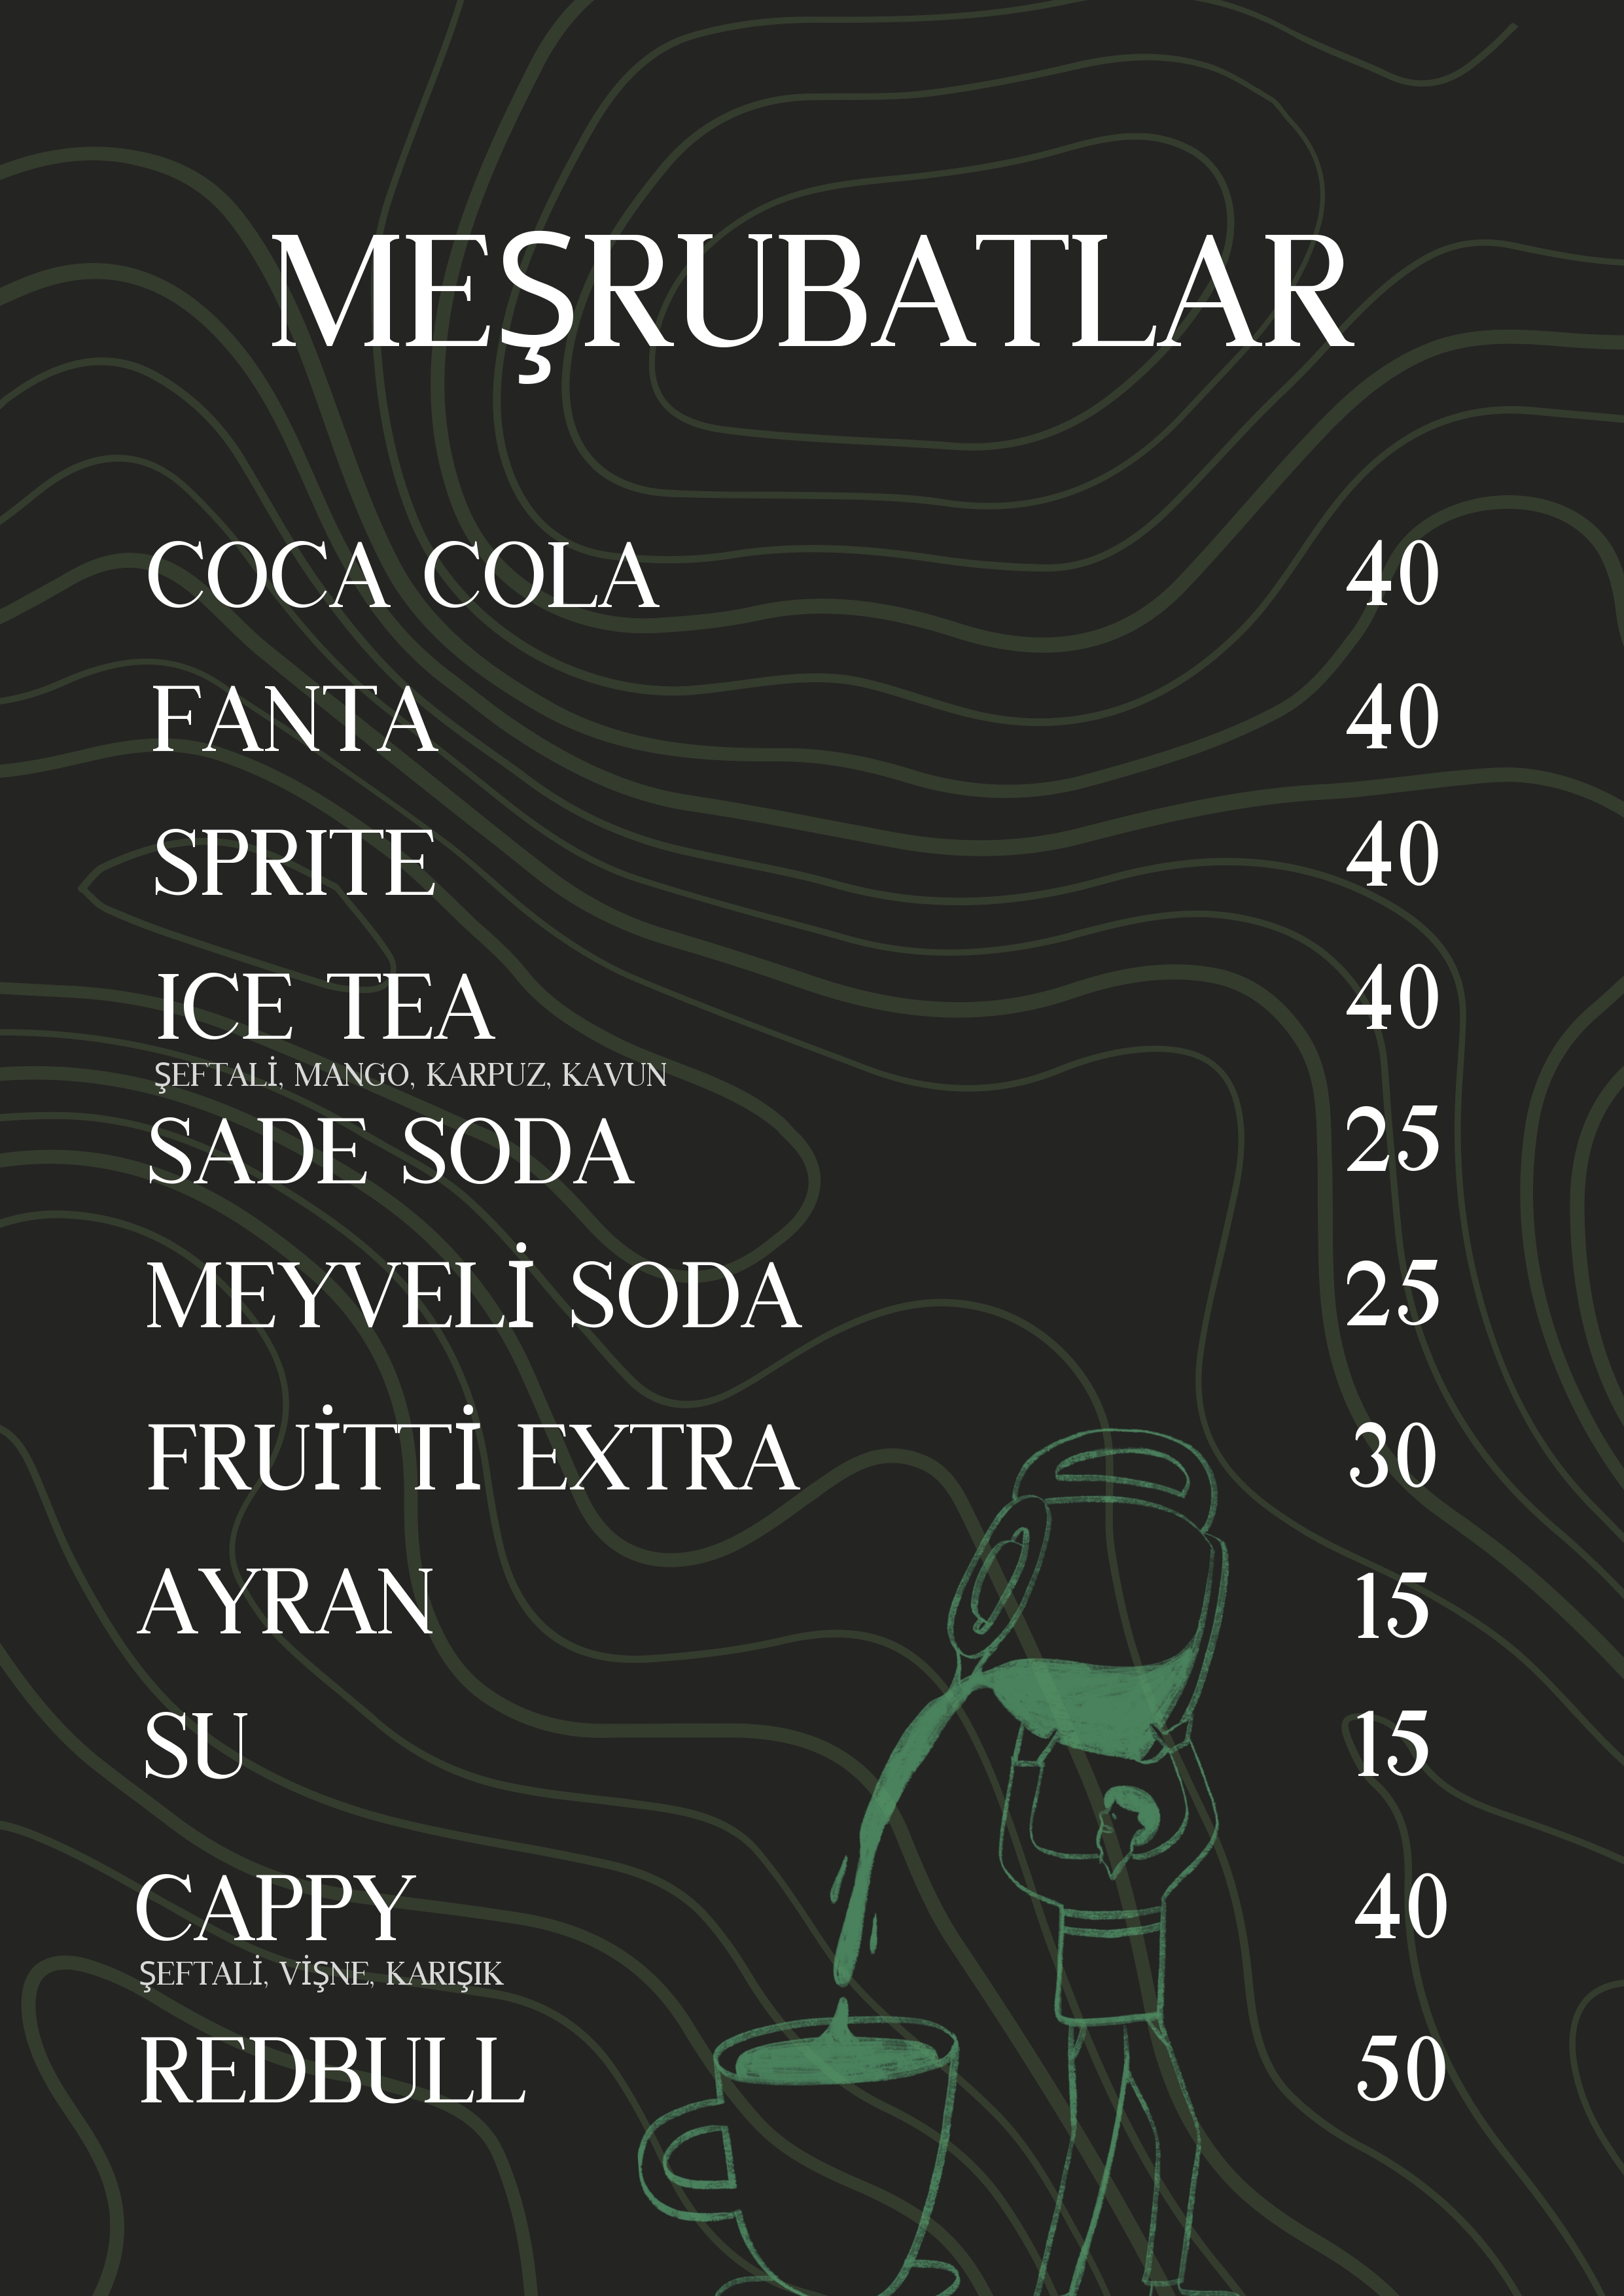 MEŞRUBATLAR
COCA COLA 40
FANTA 40
SPRITE 40
ICE TEA 40
ŞEFTALİ, MANGO, KARPUZ, KAVUN
SADE SODA 25
MEYVELİ SODA 25
FRUİTTİ EXTRA 30
AYRAN 15
SU 15
CAPPY 40
ŞEFTALİ, VİŞNE, KARIŞIK
REDBULL 50